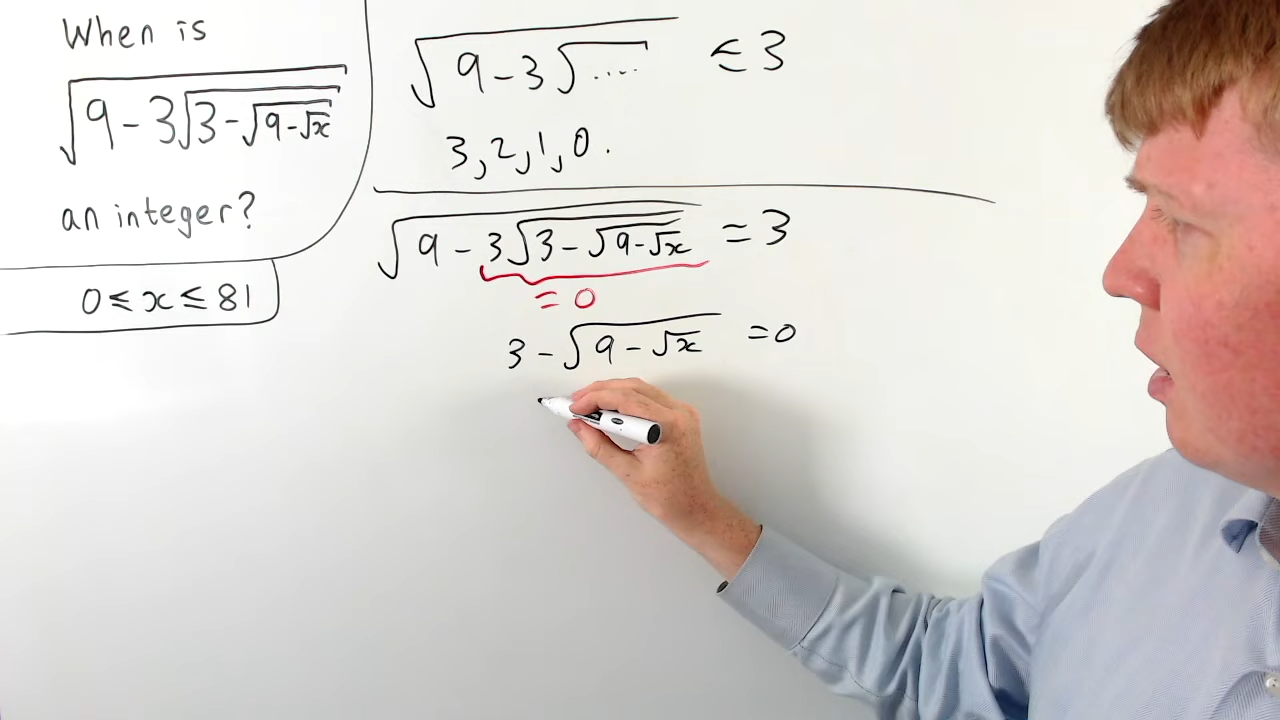 When is
√(9 - 3√(3 - √(9 - √x)))
an integer?
0 ≤ x ≤ 81
√(9 - 3√(....)) ≤ 3
3, 2, 1, 0.
√(9 - 3√(3 - √(9 - √x))) = 3
= 0
3 - √(9 - √x) = 0